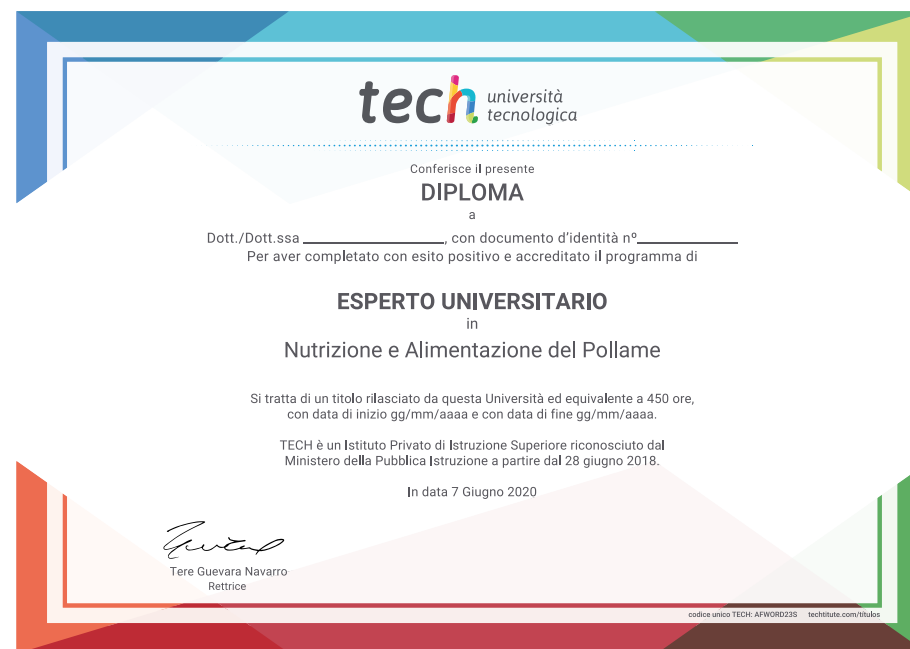 tech università
tecnologica
Conferisce il presente
DIPLOMA
a
Dott./Dott.ssa ____________________, con documento d'identità nº______________
Per aver completato con esito positivo e accreditato il programma di
ESPERTO UNIVERSITARIO
in
Nutrizione e Alimentazione del Pollame
Si tratta di un titolo rilasciato da questa Università ed equivalente a 450 ore,
con data di inizio gg/mm/aaaa e con data di fine gg/mm/aaaa.
TECH è un Istituto Privato di Istruzione Superiore riconosciuto dal
Ministero della Pubblica Istruzione a partire dal 28 giugno 2018.
In data 7 Giugno 2020
Tere Guevara Navarro
Rettrice
codice unico TECH: AFWORD23S techtitute.com/titulos